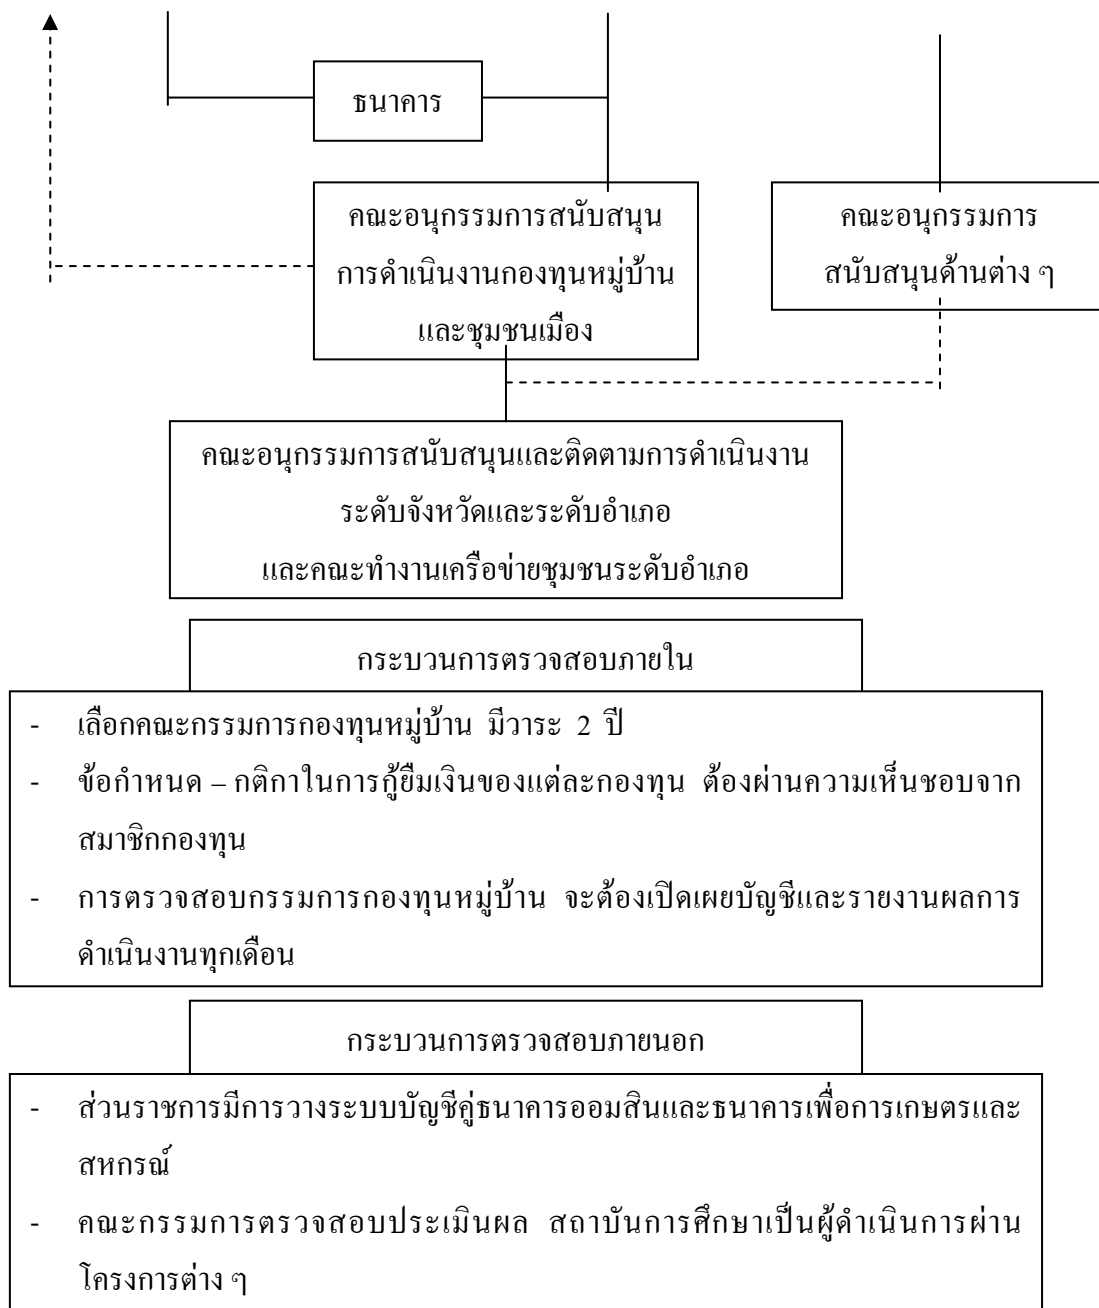 ธนาคาร
คณะอนุกรรมการสนับสนุน
การดำเนินงานกองทุนหมู่บ้าน
และชุมชนเมือง
คณะอนุกรรมการ
สนับสนุนด้านต่าง ๆ
คณะอนุกรรมการสนับสนุนและติดตามการดำเนินงาน
ระดับจังหวัดและระดับอำเภอ
และคณะทำงานเครือข่ายชุมชนระดับอำเภอ
กระบวนการตรวจสอบภายใน
- เลือกคณะกรรมการกองทุนหมู่บ้าน มีวาระ 2 ปี
- ข้อกำหนด – กติกาในการกู้ยืมเงินของแต่ละกองทุน ต้องผ่านความเห็นชอบจาก
สมาชิกกองทุน
- การตรวจสอบกรรมการกองทุนหมู่บ้าน จะต้องเปิดเผยบัญชีและรายงานผลการ
ดำเนินงานทุกเดือน
กระบวนการตรวจสอบภายนอก
- ส่วนราชการมีการวางระบบบัญชีคู่ธนาคารออมสินและธนาคารเพื่อการเกษตรและ
สหกรณ์
- คณะกรรมการตรวจสอบประเมินผล สถาบันการศึกษาเป็นผู้ดำเนินการผ่าน
โครงการต่าง ๆ